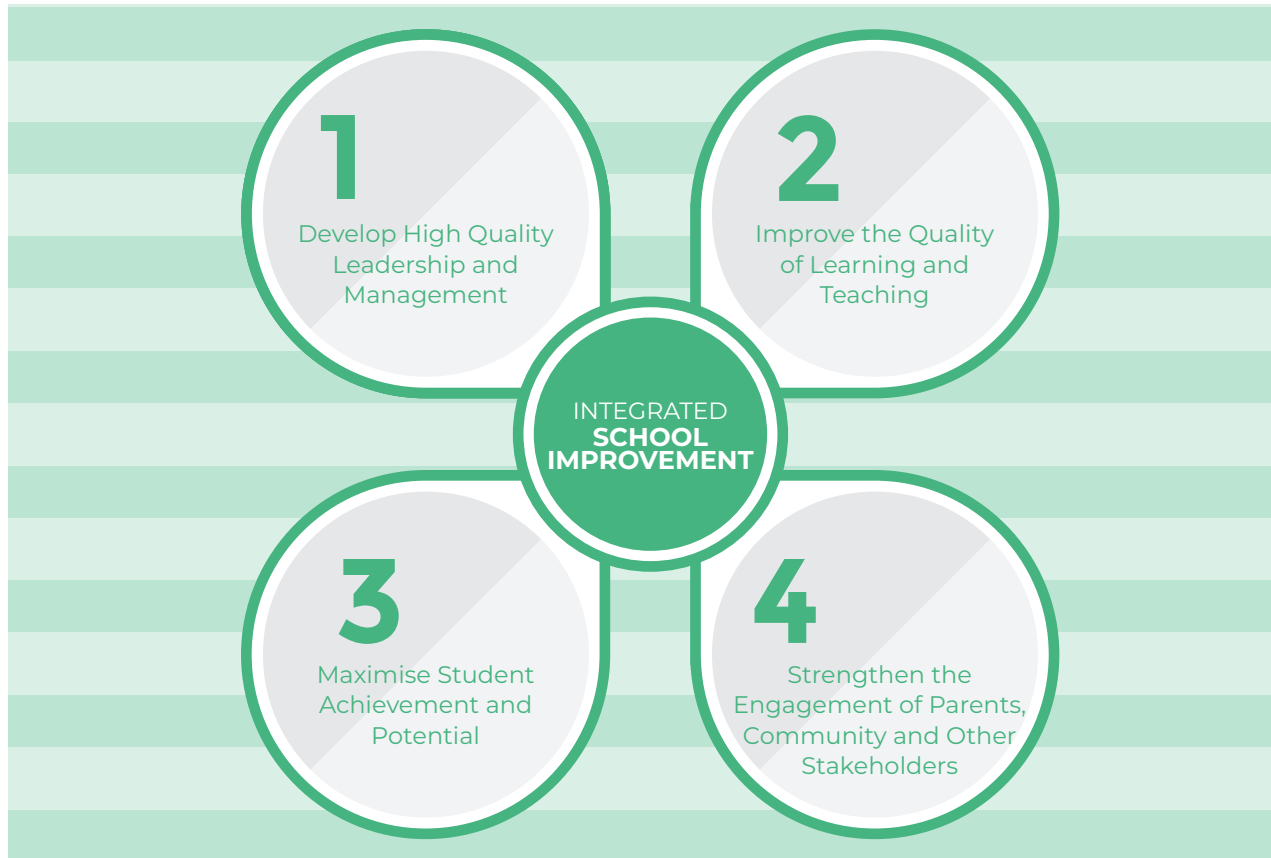 1
Develop High Quality
Leadership and
Management
2
Improve the Quality
of Learning and
Teaching
INTEGRATED
SCHOOL
IMPROVEMENT
3
Maximise Student
Achievement and
Potential
4
Strengthen the
Engagement of Parents,
Community and Other
Stakeholders